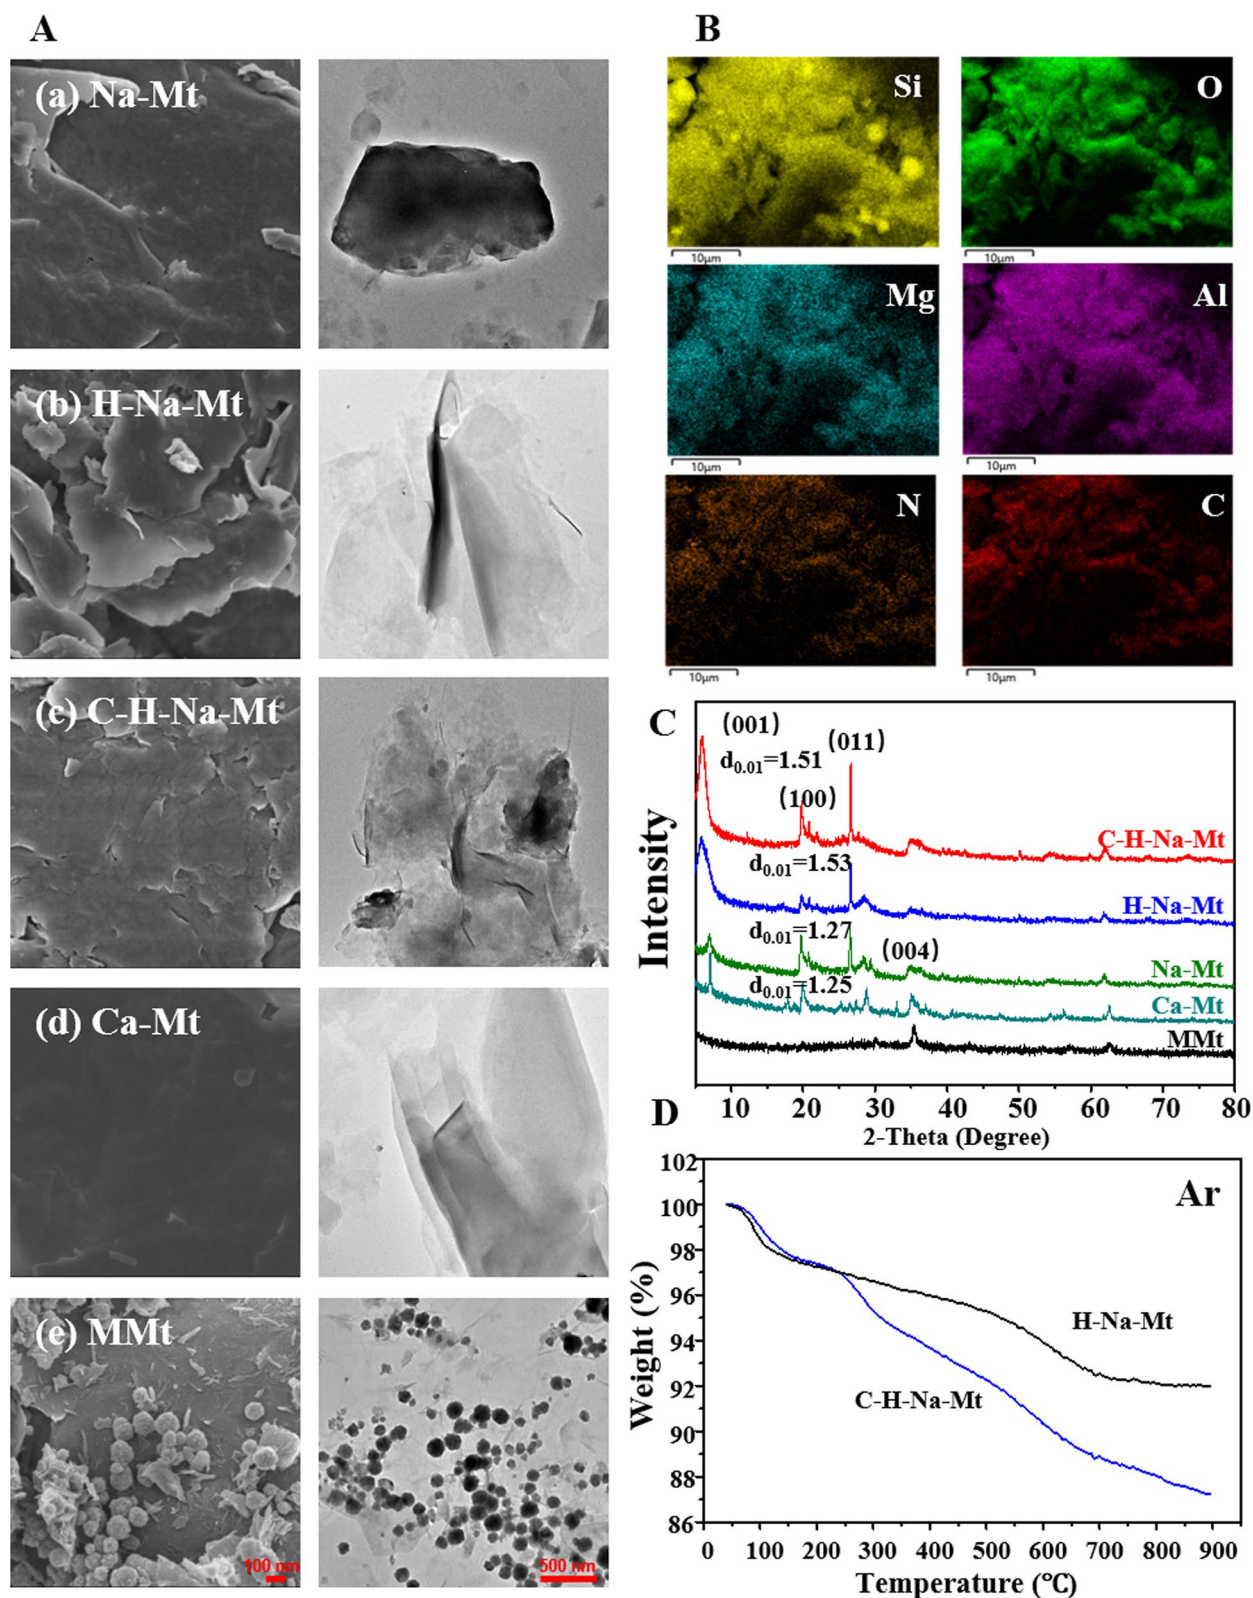 A
(a) Na-Mt
(b) H-Na-Mt
(c) C-H-Na-Mt
(d) Ca-Mt
(e) MMt
100 nm
500 nm
B
Si
O
10μm
10μm
Mg
Al
10μm
10μm
N
C
10μm
10μm
C
(001)
(011)
d0.01=1.51
(100)
C-H-Na-Mt
d0.01=1.53
H-Na-Mt
d0.01=1.27
(004)
Na-Mt
d0.01=1.25
Ca-Mt
MMt
Intensity
10 20 30 40 50 60 70 80
2-Theta (Degree)
D
102
100
98
96
94
92
90
88
86
Ar
H-Na-Mt
C-H-Na-Mt
Weight (%)
0 100 200 300 400 500 600 700 800 900
Temperature (℃)